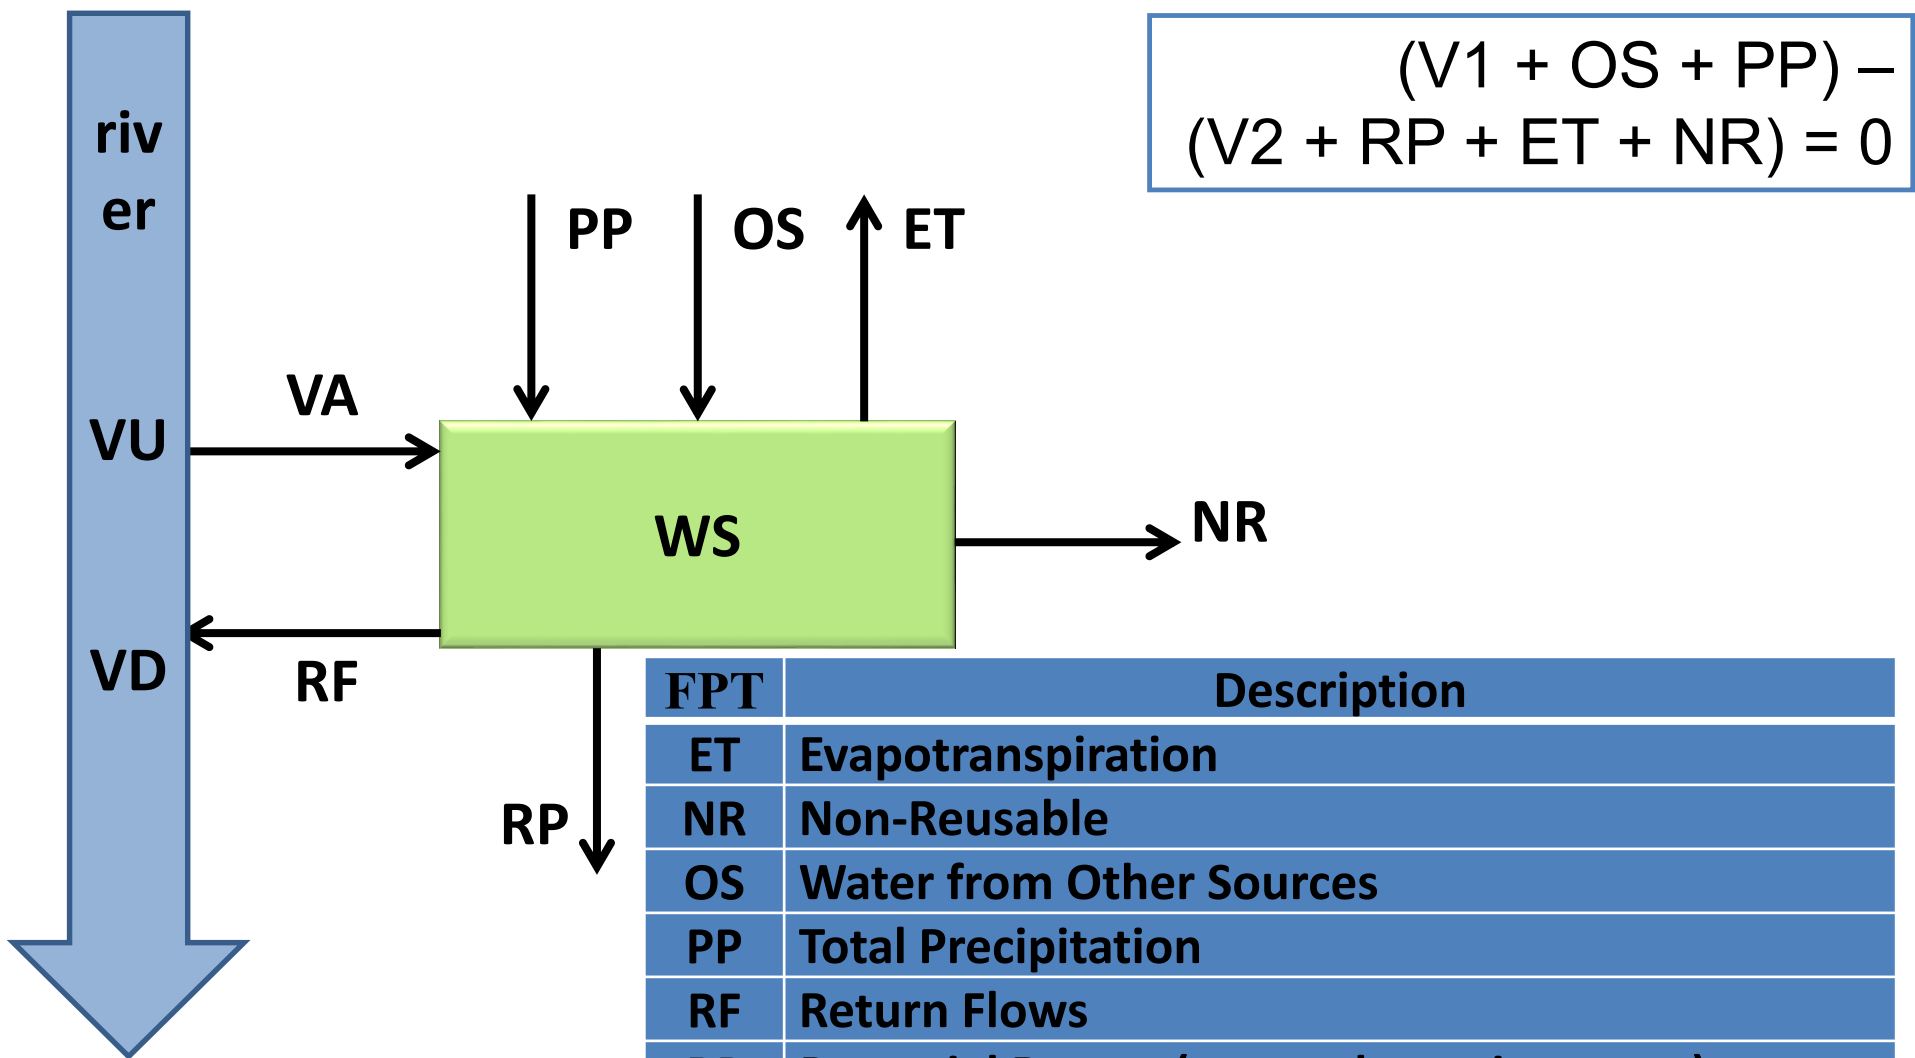 (V1 + OS + PP) –
(V2 + RP + ET + NR) = 0
riv
er
PP
OS
ET
VA
VU
WS
NR
VD
RF
RP
FPT Description
ET Evapotranspiration
NR Non-Reusable
OS Water from Other Sources
PP Total Precipitation
RF Return Flows